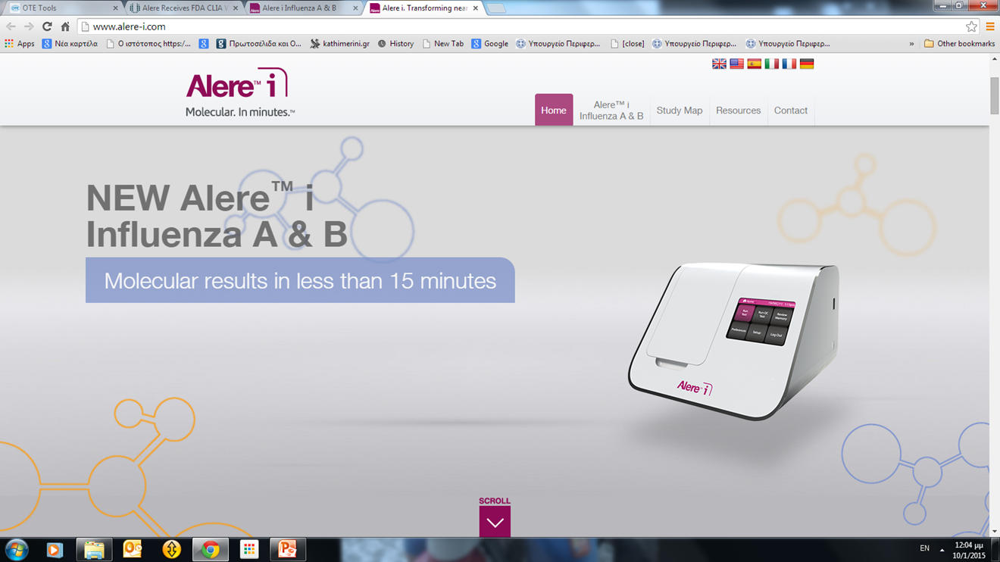 OTE Tools
Alere Receives FDA CLIA W
Alere i Influenza A & B
Alere i. Transforming near
www.alere-i.com
Apps
Νέα καρτέλα
Ο ιστότοπος https:/...
Πρωτοσέλιδα και Ο...
kathimerini.gr
History
New Tab
Google
Υπουργείο Περιφερ...
[close]
Υπουργείο Περιφερ...
Υπουργείο Περιφερ...
»
Other bookmarks
Alere™ i
Molecular. In minutes.™
Home
Alere™ i
Influenza A & B
Study Map
Resources
Contact
NEW Alere™ i
Influenza A & B
Molecular results in less than 15 minutes
Home
Run Test
Run QC Test
Review Memory
Preferences
Setup
Log Out
Alere™ i
SCROLL
EN
12:04 μμ
10/1/2015